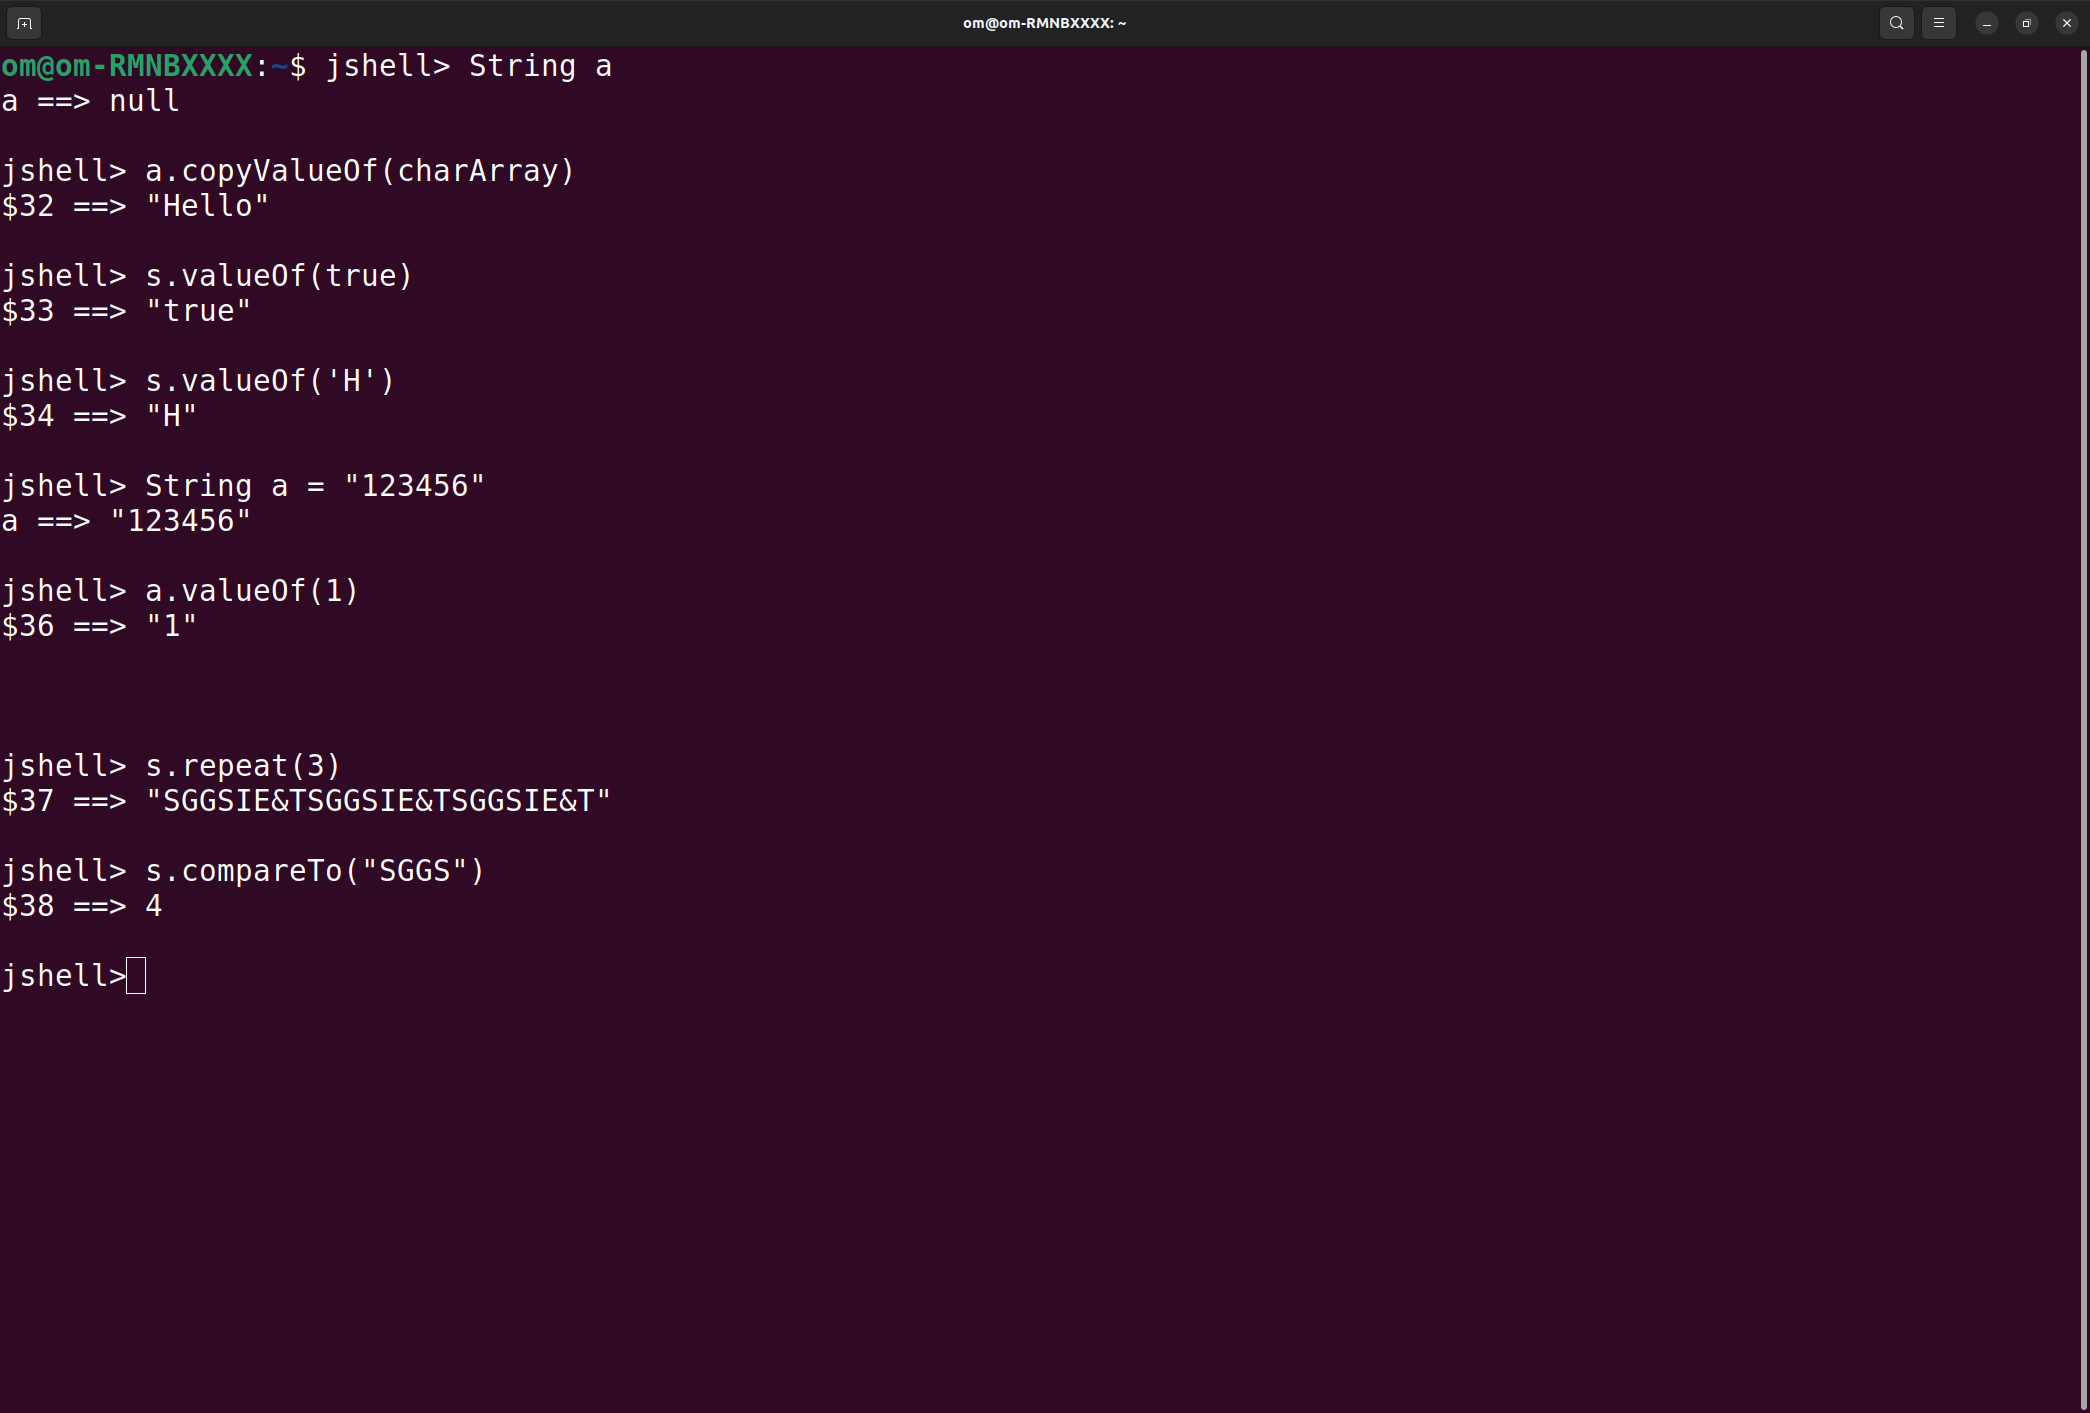 om@om-RMNBXXXX: ~
om@om-RMNBXXXX:~$ jshell> String a
a ==> null
jshell> a.copyValueOf(charArray)
$32 ==> "Hello"
jshell> s.valueOf(true)
$33 ==> "true"
jshell> s.valueOf('H')
$34 ==> "H"
jshell> String a = "123456"
a ==> "123456"
jshell> a.valueOf(1)
$36 ==> "1"
jshell> s.repeat(3)
$37 ==> "SGGSIE&TSGGSIE&TSGGSIE&T"
jshell> s.compareTo("SGGS")
$38 ==> 4
jshell>